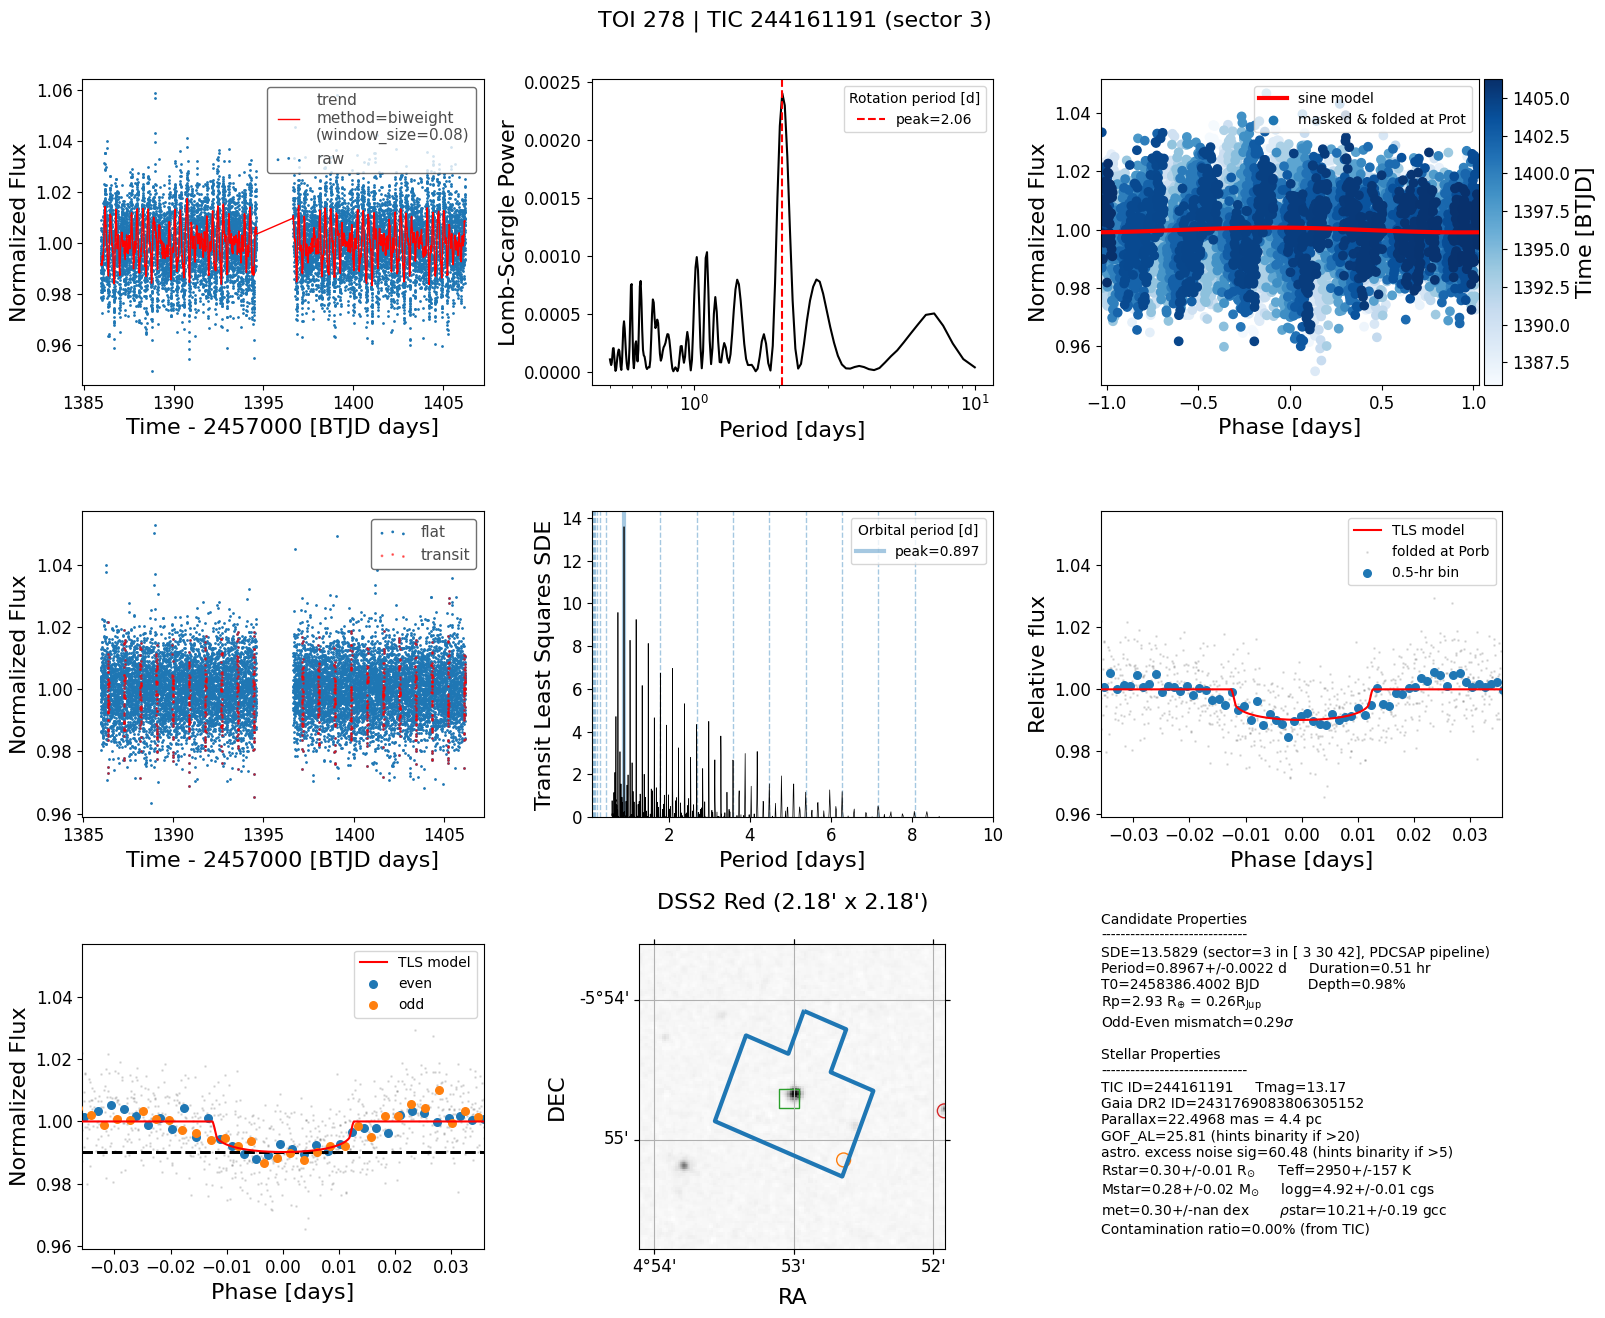 TOI 278 | TIC 244161191 (sector 3)
Normalized Flux
1.06
1.04
1.02
1.00
0.98
0.96
trend
method=biweight
(window_size=0.08)
raw
1385 1390 1395 1400 1405
Time - 2457000 [BTJD days]
Lomb-Scargle Power
0.0025
0.0020
0.0015
0.0010
0.0005
0.0000
Rotation period [d]
peak=2.06
10^0 10^1
Period [days]
Normalized Flux
1.04
1.02
1.00
0.98
0.96
sine model
masked & folded at Prot
−1.0 −0.5 0.0 0.5 1.0
Phase [days]
1405.0
1402.5
1400.0
1397.5
1395.0
1392.5
1390.0
1387.5
Time [BTJD]
Normalized Flux
1.04
1.02
1.00
0.98
0.96
flat
transit
1385 1390 1395 1400 1405
Time - 2457000 [BTJD days]
Transit Least Squares SDE
14
12
10
8
6
4
2
0
Orbital period [d]
peak=0.897
2 4 6 8 10
Period [days]
Relative flux
1.04
1.02
1.00
0.98
0.96
TLS model
folded at Porb
0.5-hr bin
−0.03 −0.02 −0.01 0.00 0.01 0.02 0.03
Phase [days]
Normalized Flux
1.04
1.02
1.00
0.98
0.96
TLS model
even
odd
−0.03 −0.02 −0.01 0.00 0.01 0.02 0.03
Phase [days]
DSS2 Red (2.18' x 2.18')
DEC
-5°54'
55'
4°54' 53' 52'
RA
Candidate Properties
------------------------------
SDE=13.5829 (sector=3 in [ 3 30 42], PDCSAP pipeline)
Period=0.8967+/-0.0022 d Duration=0.51 hr
T0=2458386.4002 BJD Depth=0.98%
Rp=2.93 R⊕ = 0.26RJup
Odd-Even mismatch=0.29σ
Stellar Properties
------------------------------
TIC ID=244161191 Tmag=13.17
Gaia DR2 ID=2431769083806305152
Parallax=22.4968 mas = 4.4 pc
GOF_AL=25.81 (hints binarity if >20)
astro. excess noise sig=60.48 (hints binarity if >5)
Rstar=0.30+/-0.01 R⊙ Teff=2950+/-157 K
Mstar=0.28+/-0.02 M⊙ logg=4.92+/-0.01 cgs
met=0.30+/-nan dex ρstar=10.21+/-0.19 gcc
Contamination ratio=0.00% (from TIC)